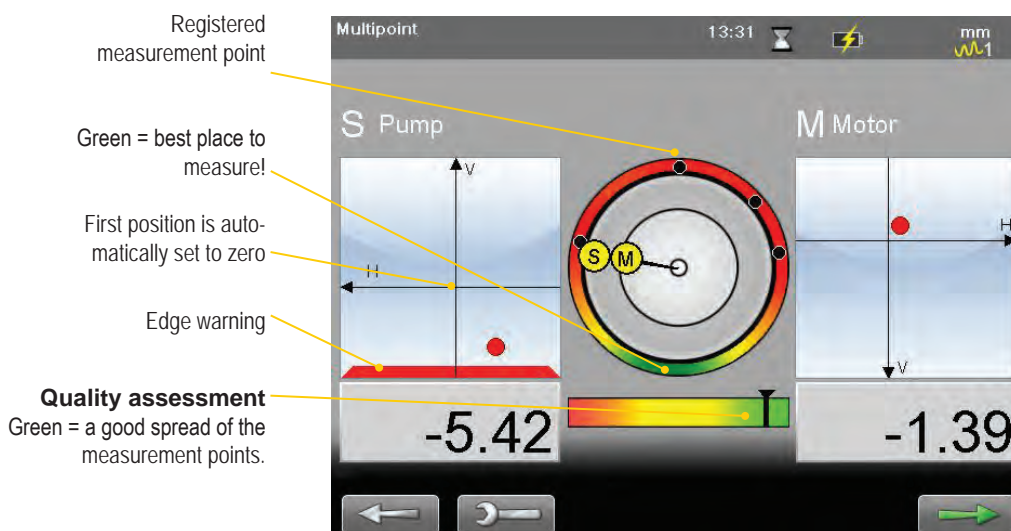 Registered
measurement point
Green = best place to
measure!
First position is auto-
matically set to zero
Edge warning
Quality assessment
Green = a good spread of the
measurement points.
Multipoint
13:31
mm
1
S Pump
M Motor
V
H
S
M
H
V
-5.42
-1.39